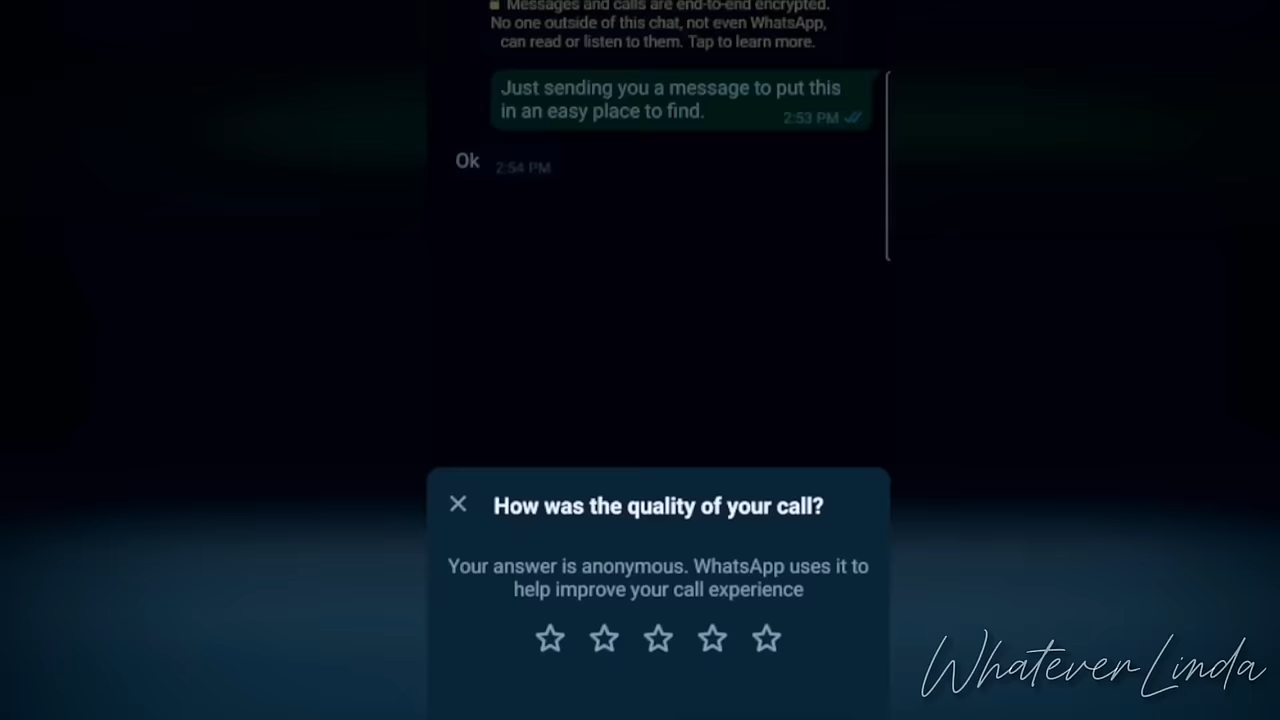 Messages and calls are end-to-end encrypted.
No one outside of this chat, not even WhatsApp,
can read or listen to them. Tap to learn more.
Just sending you a message to put this
in an easy place to find.
2:53 PM
Ok
2:54 PM
How was the quality of your call?
Your answer is anonymous. WhatsApp uses it to
help improve your call experience
Whatever Linda